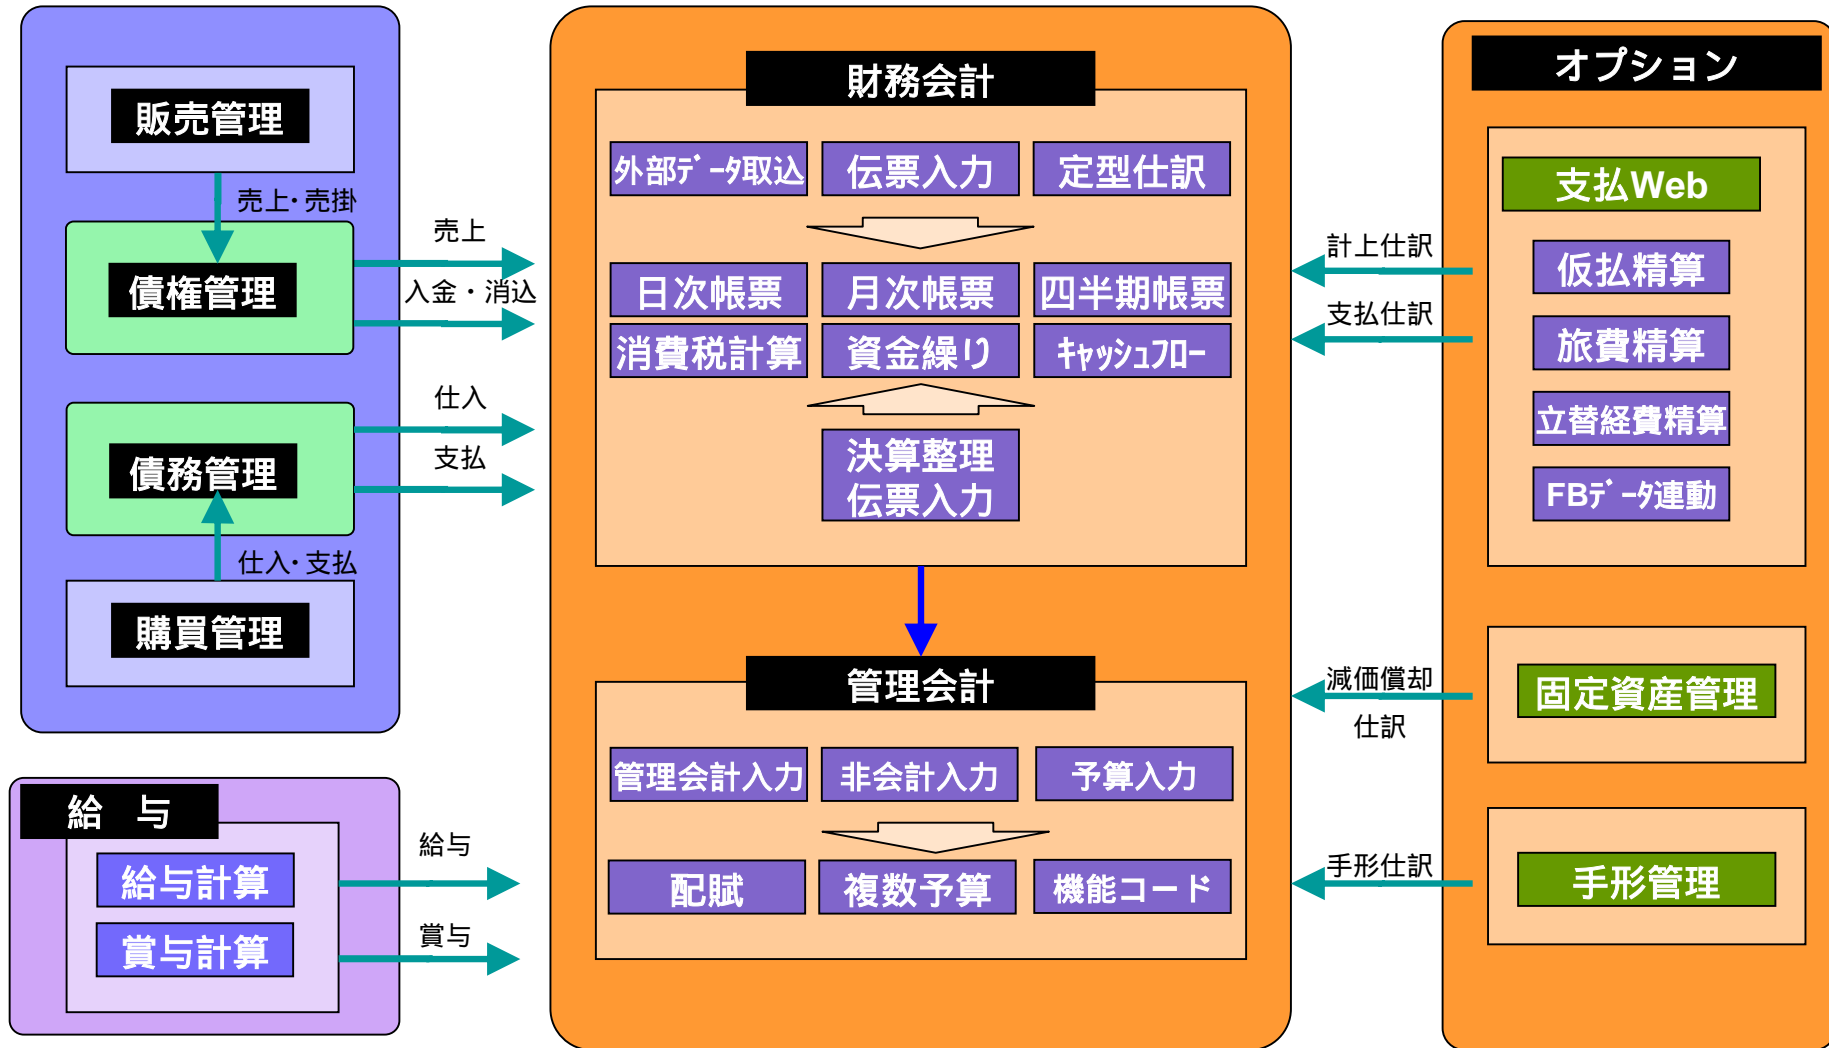 販売管理
売上・売掛
債権管理
売上
入金・消込
債務管理
仕入
支払
仕入・支払
購買管理
給　与
給与計算
賞与計算
給与
賞与
財務会計
外部ﾃﾞｰﾀ取込
伝票入力
定型仕訳
日次帳票
月次帳票
四半期帳票
消費税計算
資金繰り
ｷｬｯｼｭﾌﾛｰ
決算整理
伝票入力
管理会計
管理会計入力
非会計入力
予算入力
配賦
複数予算
機能コード
計上仕訳
支払仕訳
減価償却
仕訳
手形仕訳
オプション
支払Web
仮払精算
旅費精算
立替経費精算
FBﾃﾞｰﾀ連動
固定資産管理
手形管理